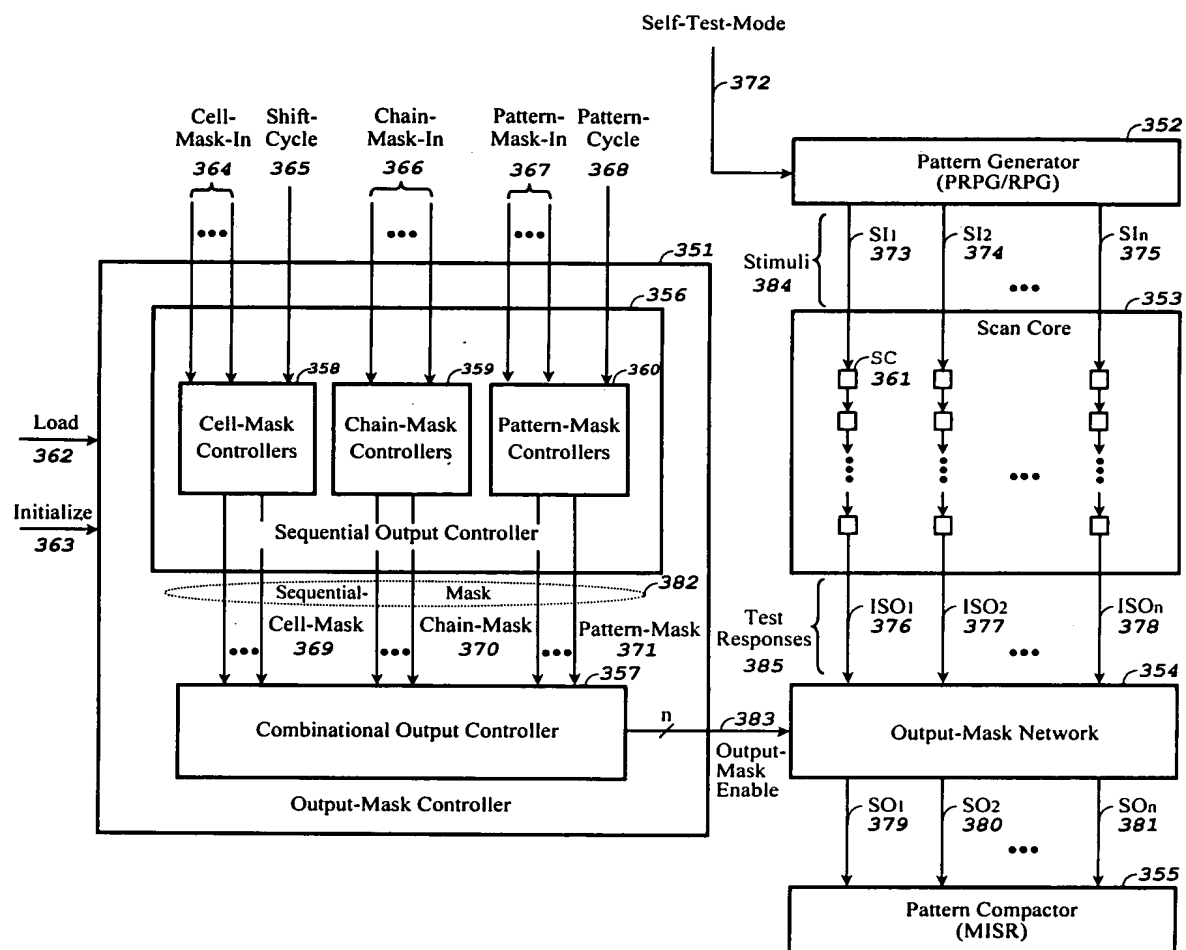 Self-Test-Mode
372
Cell-Mask-In
364
Shift-Cycle
365
Chain-Mask-In
366
Pattern-Mask-In
367
Pattern-Cycle
368
352
Pattern Generator
(PRPG/RPG)
351
Stimuli
384
SI1
373
SI2
374
SIn
375
356
353
Scan Core
SC
361
358
Cell-Mask
Controllers
359
Chain-Mask
Controllers
360
Pattern-Mask
Controllers
Load
362
Initialize
363
Sequential Output Controller
382
Sequential-
Mask
Cell-Mask
369
Chain-Mask
370
Pattern-Mask
371
Test
Responses
385
ISO1
376
ISO2
377
ISOn
378
357
Combinational Output Controller
n
383
Output-
Mask
Enable
354
Output-Mask Network
Output-Mask Controller
SO1
379
SO2
380
SOn
381
355
Pattern Compactor
(MISR)